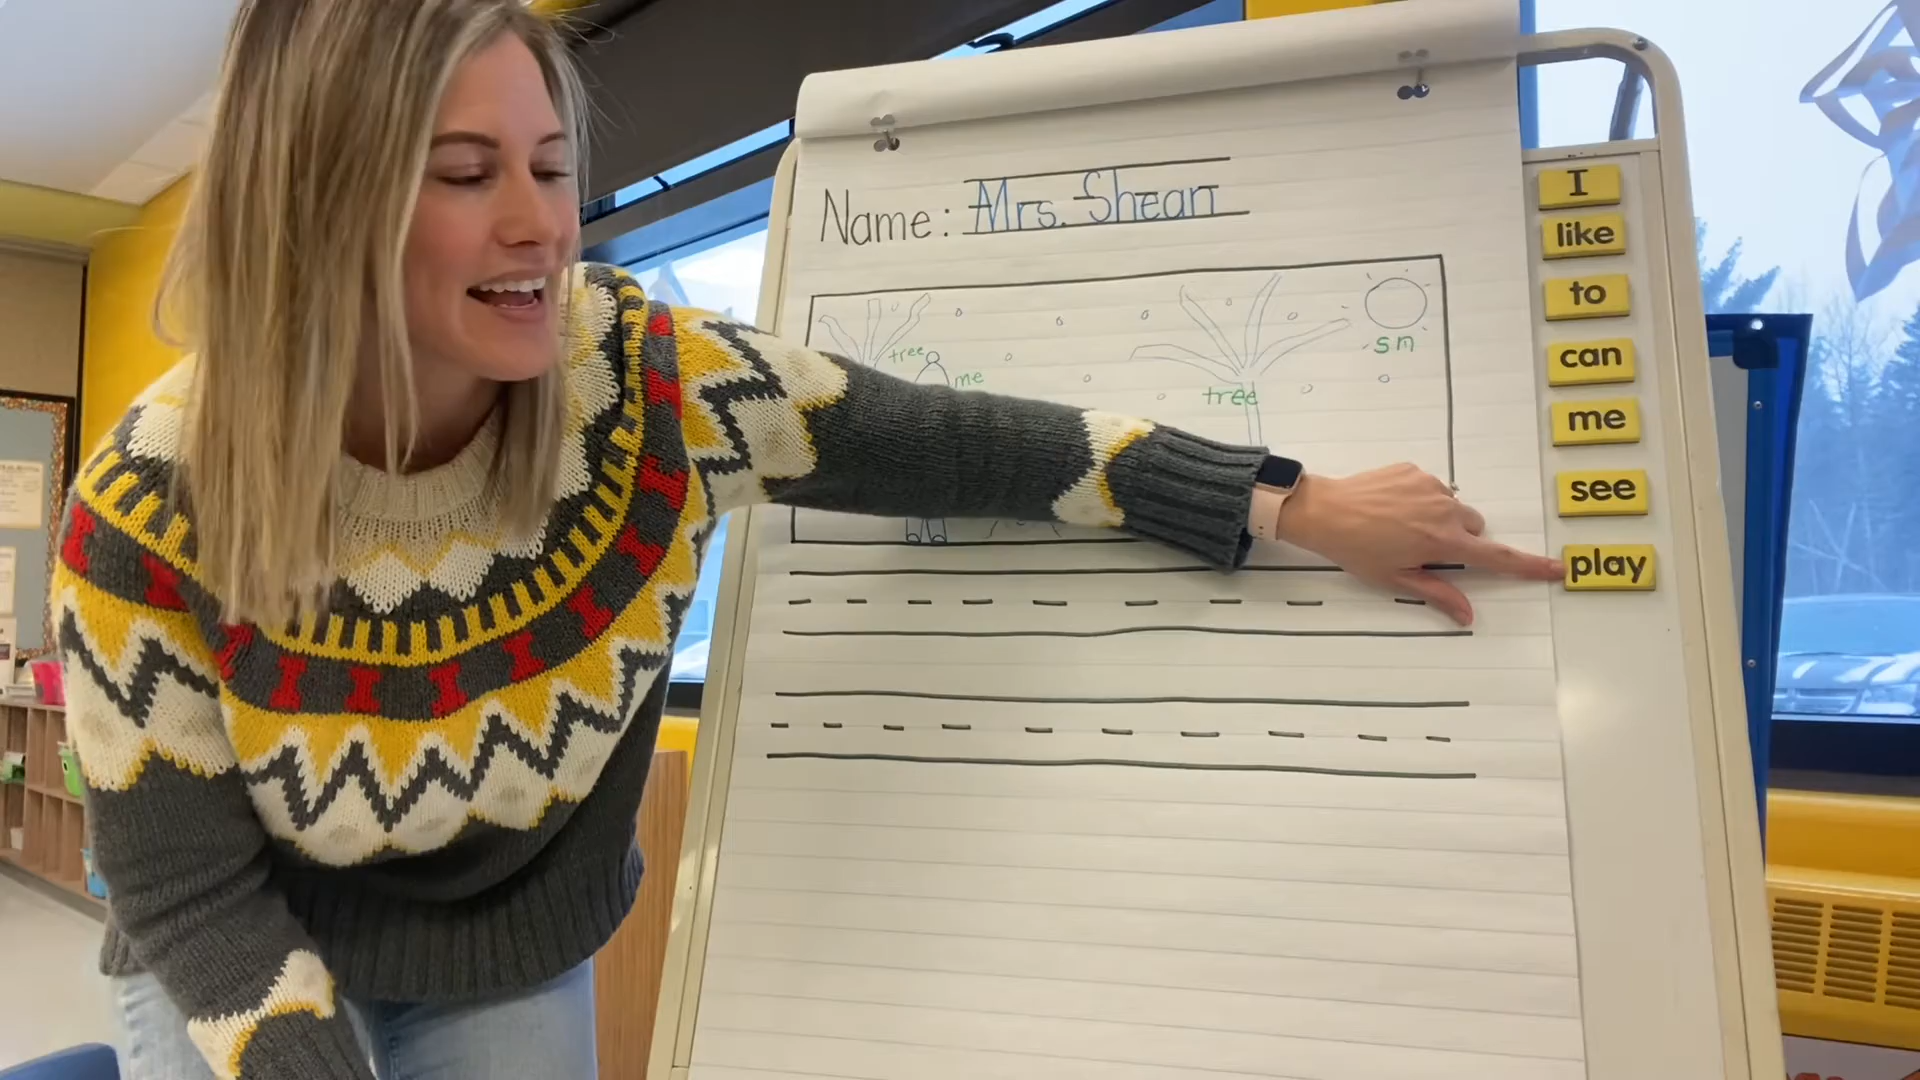 Name: Mrs. Shean
tree
me
tree
sn
I
like
to
can
me
see
play